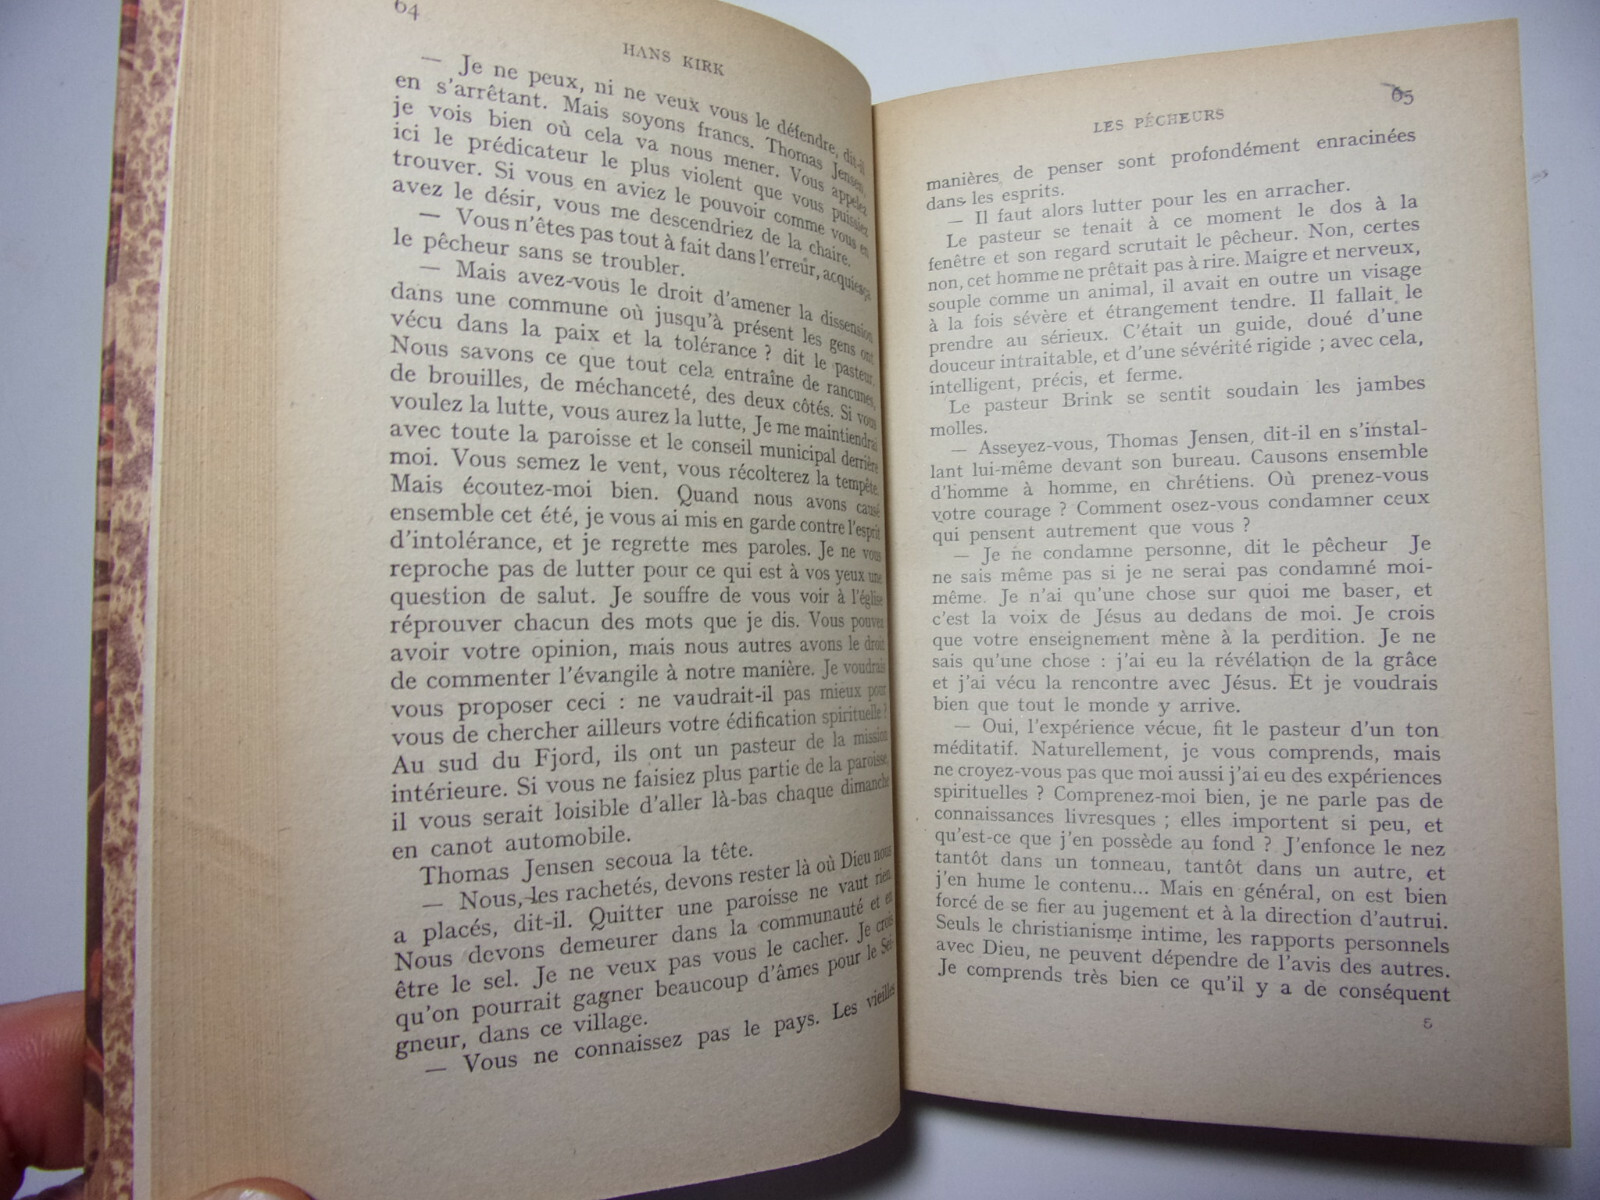 64
HANS KIRK
— Je ne peux, ni ne veux vous le défendre, dit-il
en s'arrêtant. Mais soyons francs. Thomas Jensen,
je vois bien où cela va nous mener. Vous appelez
ici le prédicateur le plus violent que vous puissiez
trouver. Si vous en aviez le pouvoir comme vous en
avez le désir, vous me descendriez de la chaire.
— Vous n'êtes pas tout à fait dans l'erreur, acquiesça
le pêcheur sans se troubler.
— Mais avez-vous le droit d'amener la dissension
dans une commune où jusqu'à présent les gens ont
vécu dans la paix et la tolérance ? dit le pasteur.
Nous savons ce que tout cela entraîne de rancunes,
de brouilles, de méchanceté, des deux côtés. Si vous
voulez la lutte, vous aurez la lutte, Je me maintiendrai
avec toute la paroisse et le conseil municipal derrière
moi. Vous semez le vent, vous récolterez la tempête.
Mais écoutez-moi bien. Quand nous avons causé
ensemble cet été, je vous ai mis en garde contre l'esprit
d'intolérance, et je regrette mes paroles. Je ne vous
reproche pas de lutter pour ce qui est à vos yeux une
question de salut. Je souffre de vous voir à l'église
réprouver chacun des mots que je dis. Vous pouvez
avoir votre opinion, mais nous autres avons le droit
de commenter l'évangile à notre manière. Je voudrais
vous proposer ceci : ne vaudrait-il pas mieux pour
vous de chercher ailleurs votre édification spirituelle ?
Au sud du Fjord, ils ont un pasteur de la mission
intérieure. Si vous ne faisiez plus partie de la paroisse,
il vous serait loisible d'aller là-bas chaque dimanche
en canot automobile.
Thomas Jensen secoua la tête.
— Nous, les rachetés, devons rester là où Dieu nous
a placés, dit-il. Quitter une paroisse ne vaut rien.
Nous devons demeurer dans la communauté et en
être le sel. Je ne veux pas vous le cacher. Je crois
qu'on pourrait gagner beaucoup d'âmes pour le Sei-
gneur, dans ce village.
— Vous ne connaissez pas le pays. Les vieilles
LES PÊCHEURS
65
manières de penser sont profondément enracinées
dans les esprits.
— Il faut alors lutter pour les en arracher.
Le pasteur se tenait à ce moment le dos à la
fenêtre et son regard scrutait le pêcheur. Non, certes
non, cet homme ne prêtait pas à rire. Maigre et nerveux,
souple comme un animal, il avait en outre un visage
à la fois sévère et étrangement tendre. Il fallait le
prendre au sérieux. C'était un guide, doué d'une
douceur intraitable, et d'une sévérité rigide ; avec cela,
intelligent, précis, et ferme.
Le pasteur Brink se sentit soudain les jambes
molles.
— Asseyez-vous, Thomas Jensen, dit-il en s'instal-
lant lui-même devant son bureau. Causons ensemble
d'homme à homme, en chrétiens. Où prenez-vous
votre courage ? Comment osez-vous condamner ceux
qui pensent autrement que vous ?
— Je ne condamne personne, dit le pêcheur Je
ne sais même pas si je ne serai pas condamné moi-
même. Je n'ai qu'une chose sur quoi me baser, et
c'est la voix de Jésus au dedans de moi. Je crois
que votre enseignement mène à la perdition. Je ne
sais qu'une chose : j'ai eu la révélation de la grâce
et j'ai vécu la rencontre avec Jésus. Et je voudrais
bien que tout le monde y arrive.
— Oui, l'expérience vécue, fit le pasteur d'un ton
méditatif. Naturellement, je vous comprends, mais
ne croyez-vous pas que moi aussi j'ai eu des expériences
spirituelles ? Comprenez-moi bien, je ne parle pas de
connaissances livresques ; elles importent si peu, et
qu'est-ce que j'en possède au fond ? J'enfonce le nez
tantôt dans un tonneau, tantôt dans un autre, et
j'en hume le contenu... Mais en général, on est bien
forcé de se fier au jugement et à la direction d'autrui.
Seuls le christianisme intime, les rapports personnels
avec Dieu, ne peuvent dépendre de l'avis des autres.
Je comprends très bien ce qu'il y a de conséquent
5